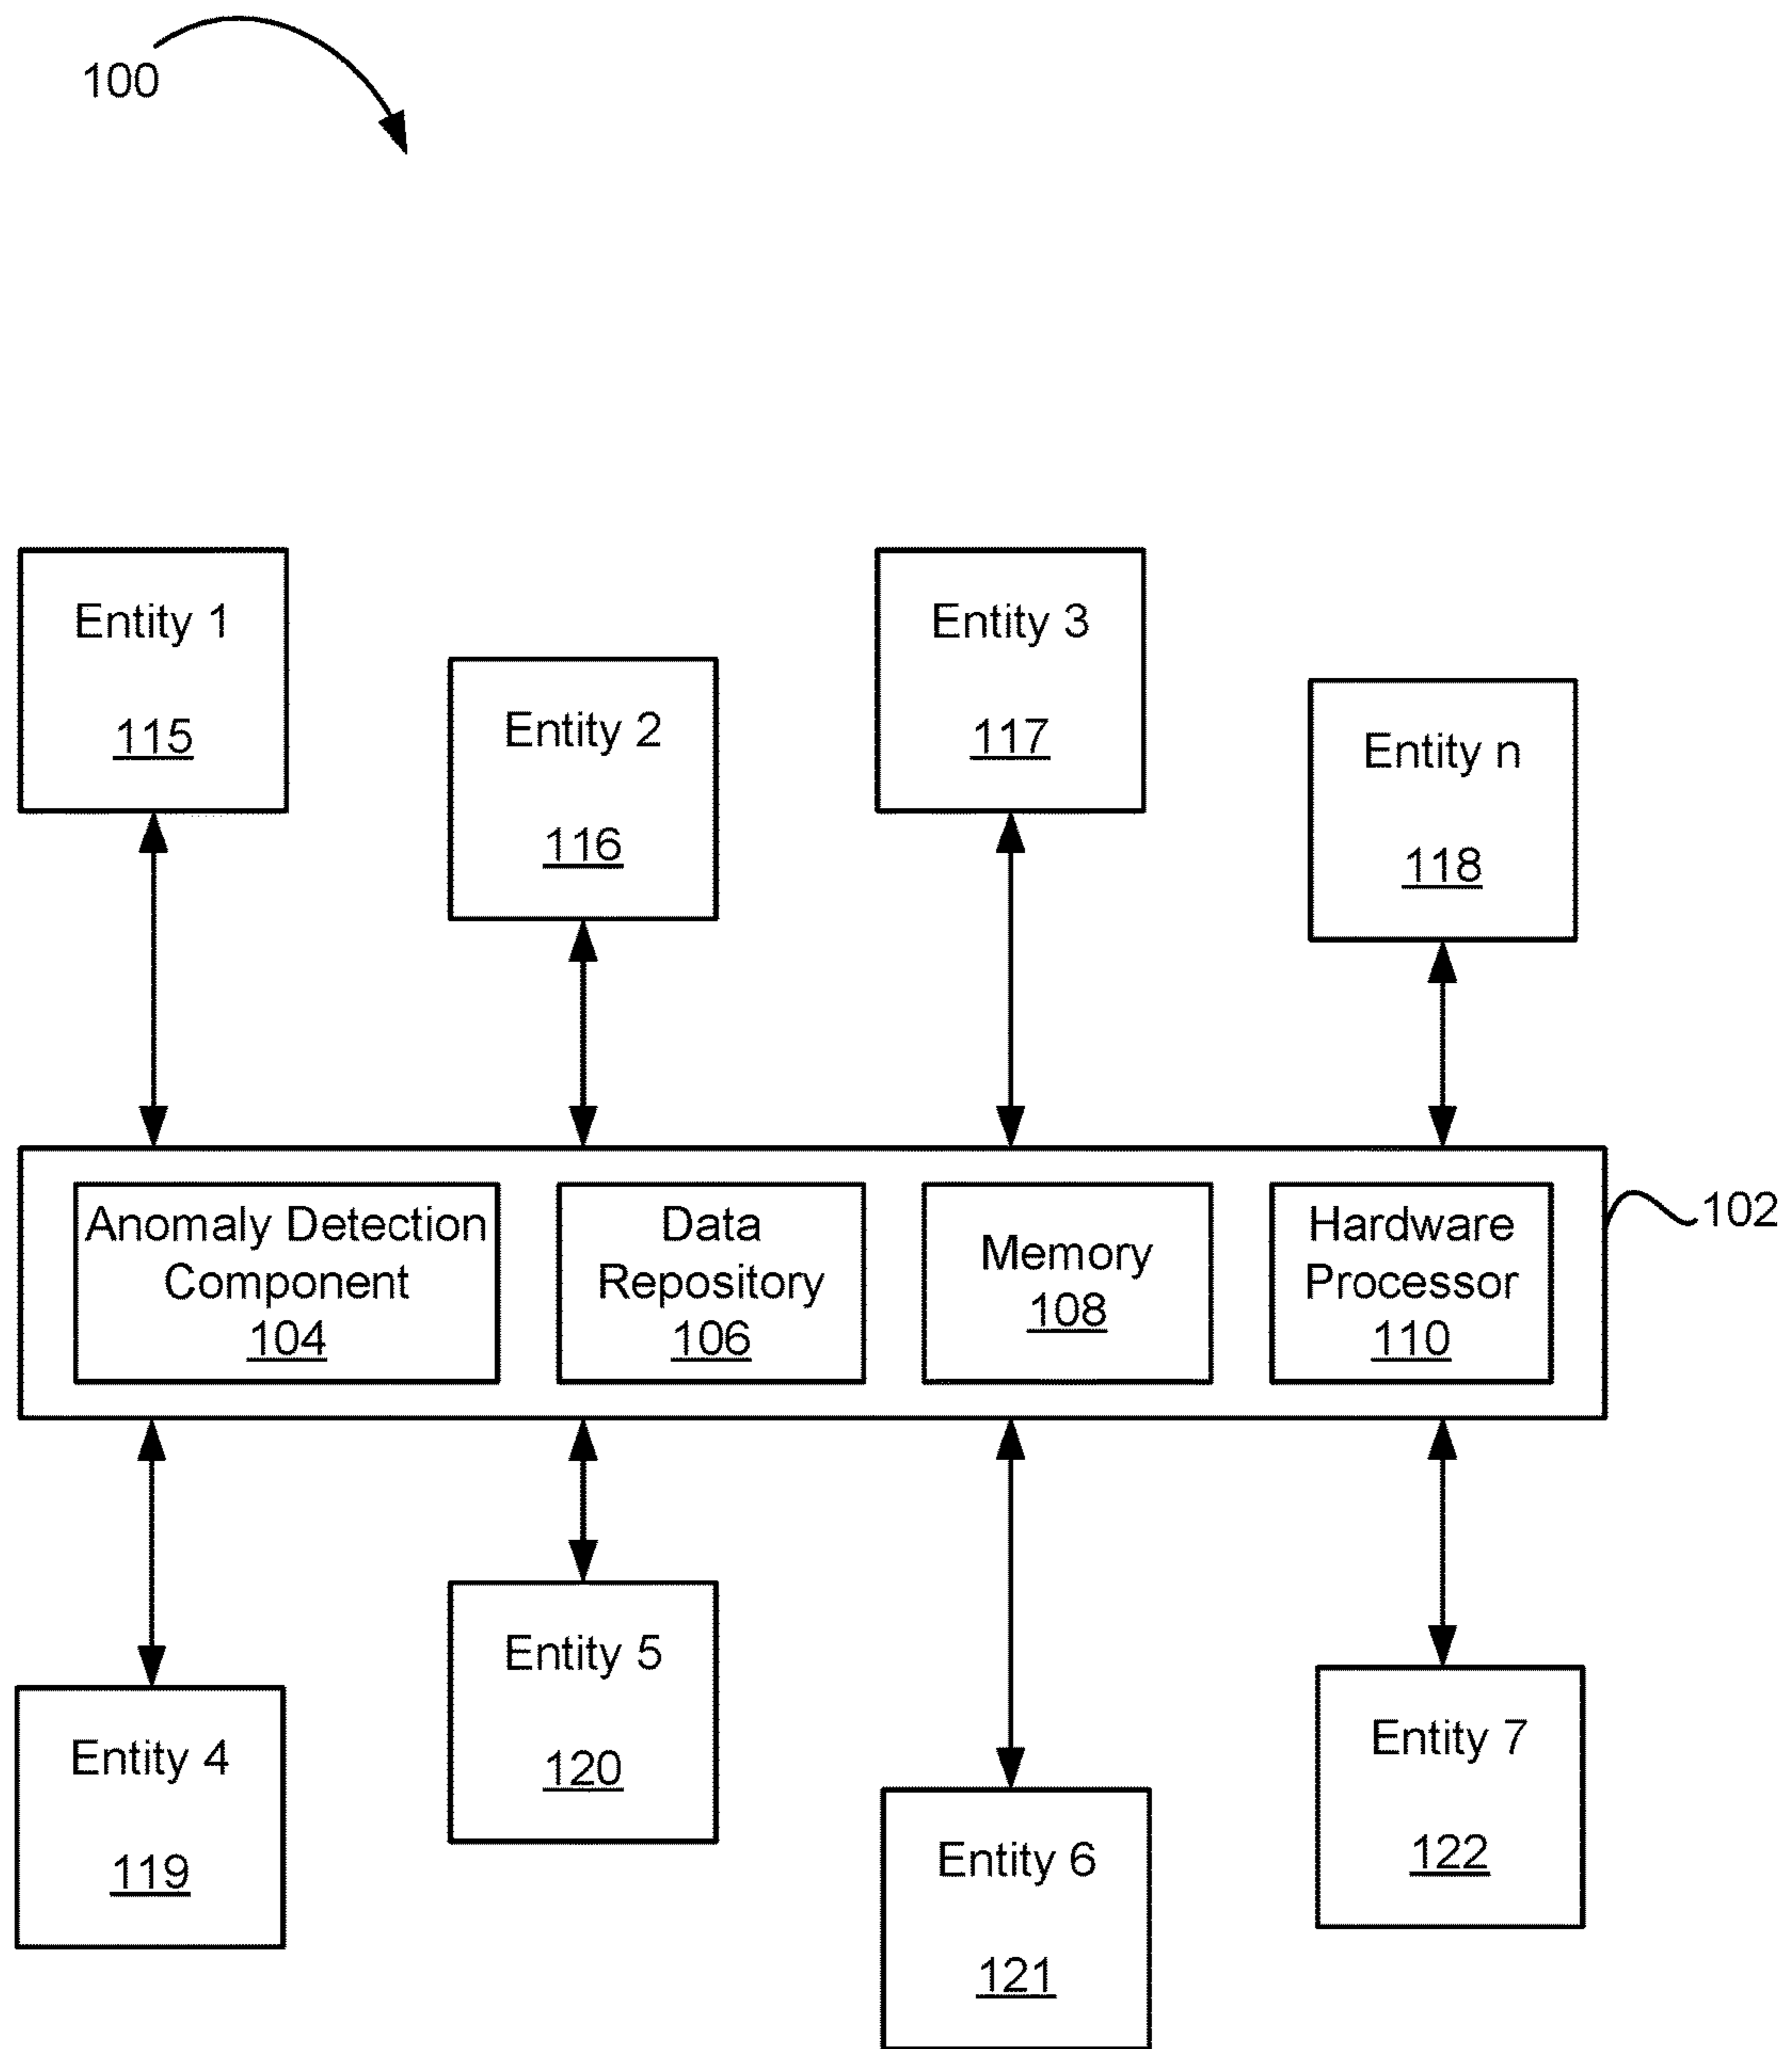 100
Entity 1
115
Entity 2
116
Entity 3
117
Entity n
118
Anomaly Detection
Component
104
Data
Repository
106
Memory
108
Hardware
Processor
110
102
Entity 4
119
Entity 5
120
Entity 6
121
Entity 7
122